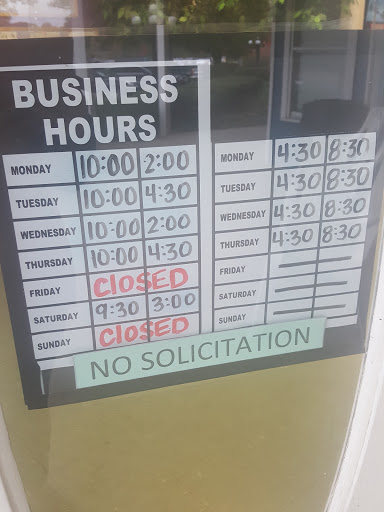 BUSINESS
HOURS
MONDAY 10:00 2:00
TUESDAY 10:00 4:30
WEDNESDAY 10:00 2:00
THURSDAY 10:00 4:30
FRIDAY CLOSED
SATURDAY 9:30 3:00
SUNDAY CLOSED
MONDAY 4:30 8:30
TUESDAY 4:30 8:30
WEDNESDAY 4:30 8:30
THURSDAY 4:30 8:30
FRIDAY — —
SATURDAY — —
SUNDAY — —
NO SOLICITATION